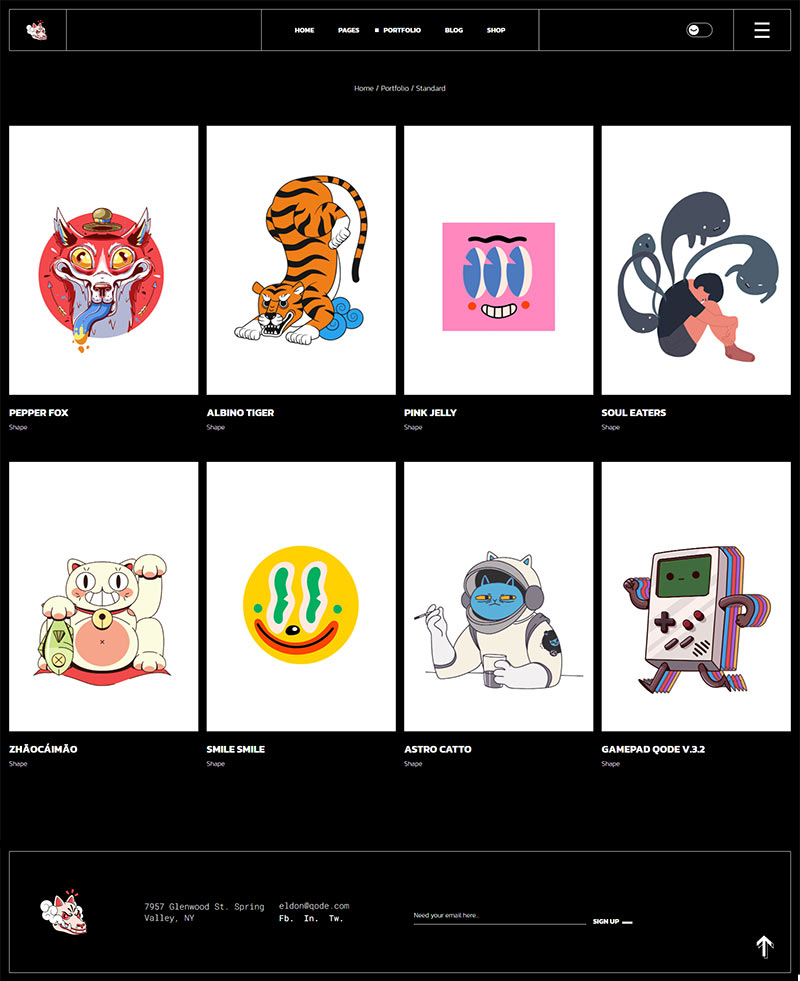 HOME PAGES PORTFOLIO BLOG SHOP
Home / Portfolio / Standard
PEPPER FOX
Shape
ALBINO TIGER
Shape
PINK JELLY
Shape
SOUL EATERS
Shape
ZHĀOCÁIMĀO
Shape
SMILE SMILE
Shape
ASTRO CATTO
Shape
GAMEPAD QODE V.3.2
Shape
7957 Glenwood St. Spring
Valley, NY
eldon@qode.com
Fb. In. Tw.
Need your email here..
SIGN UP